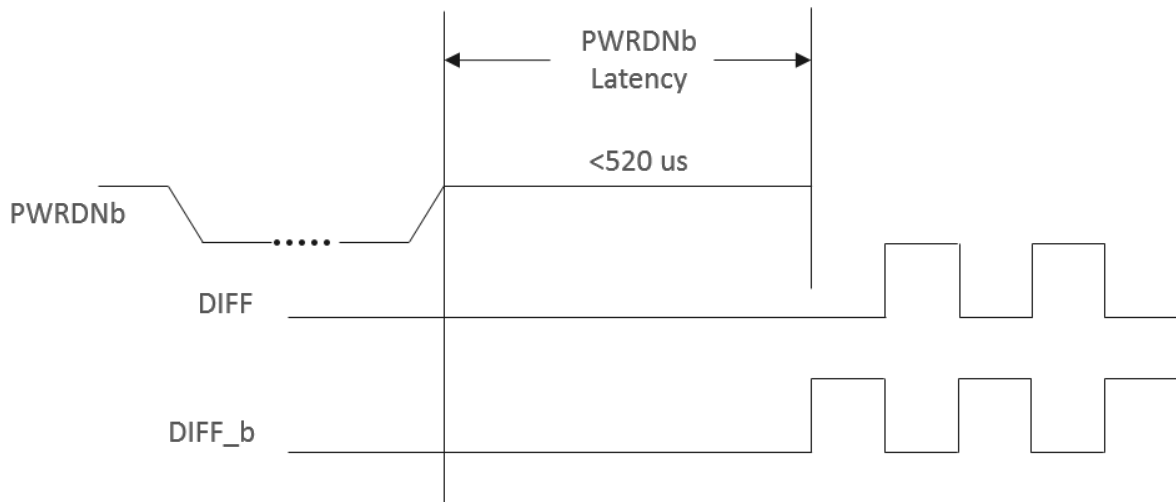 PWRDNb
Latency
<520 us
PWRDNb
DIFF
DIFF_b